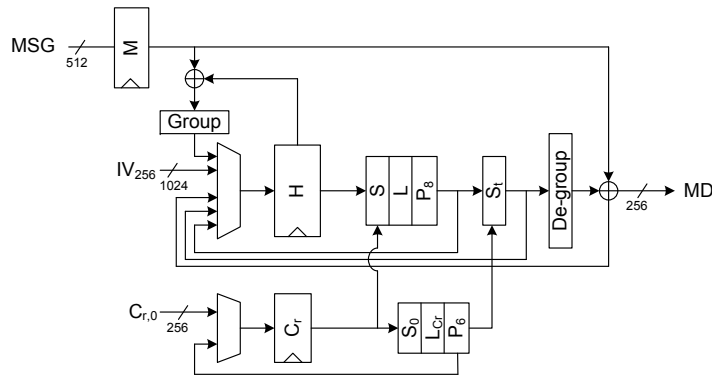 MSG
512
M
Group
IV256
1024
H
S
L
P8
St
De-group
256
MD
Cr,0
256
Cr
S0
LCr
P6